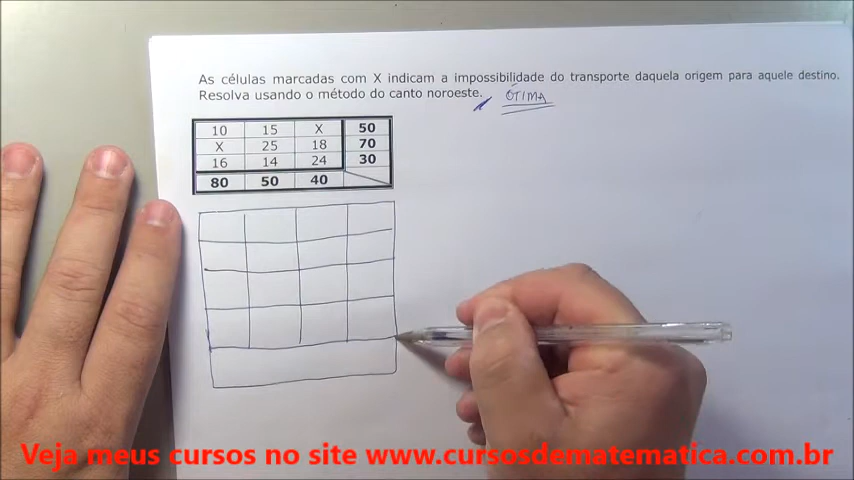 As células marcadas com X indicam a impossibilidade do transporte daquela origem para aquele destino.
Resolva usando o método do canto noroeste. ÓTIMA
10 15 X 50
X 25 18 70
16 14 24 30
80 50 40
Veja meus cursos no site www.cursosdematematica.com.br